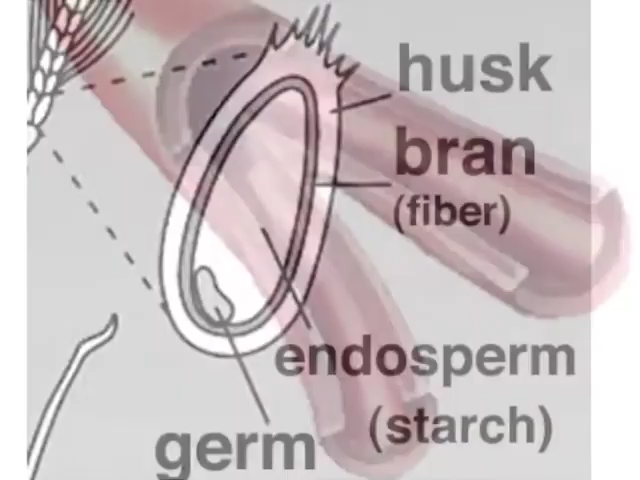 husk
bran
(fiber)
endosperm
(starch)
germ